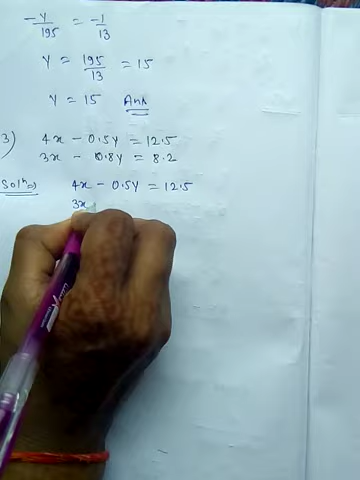 -y/195 = -1/13
y = 195/13 = 15
y = 15 Ans
3) 4x - 0.5y = 12.5
3x - 0.8y = 8.2
Solⁿ⇒ 4x - 0.5y = 12.5
3x